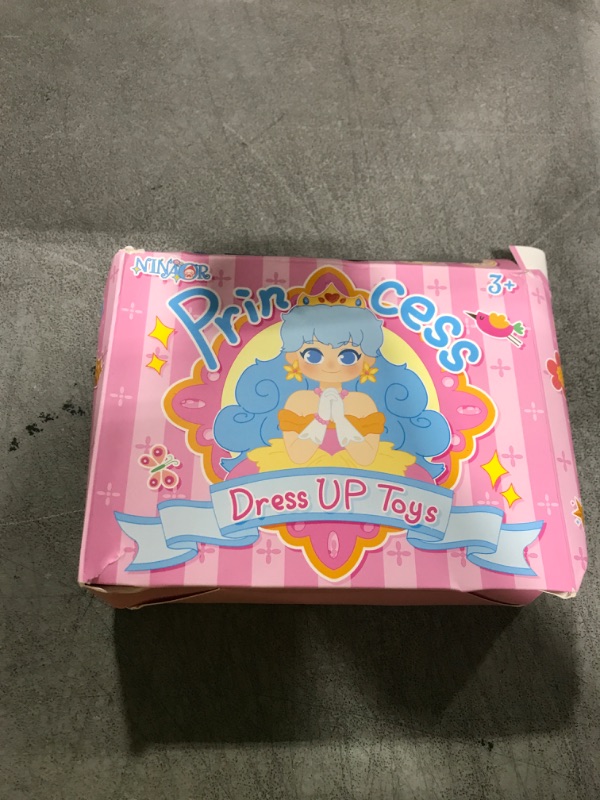 NINAOR
3+
Princess
Dress UP Toys